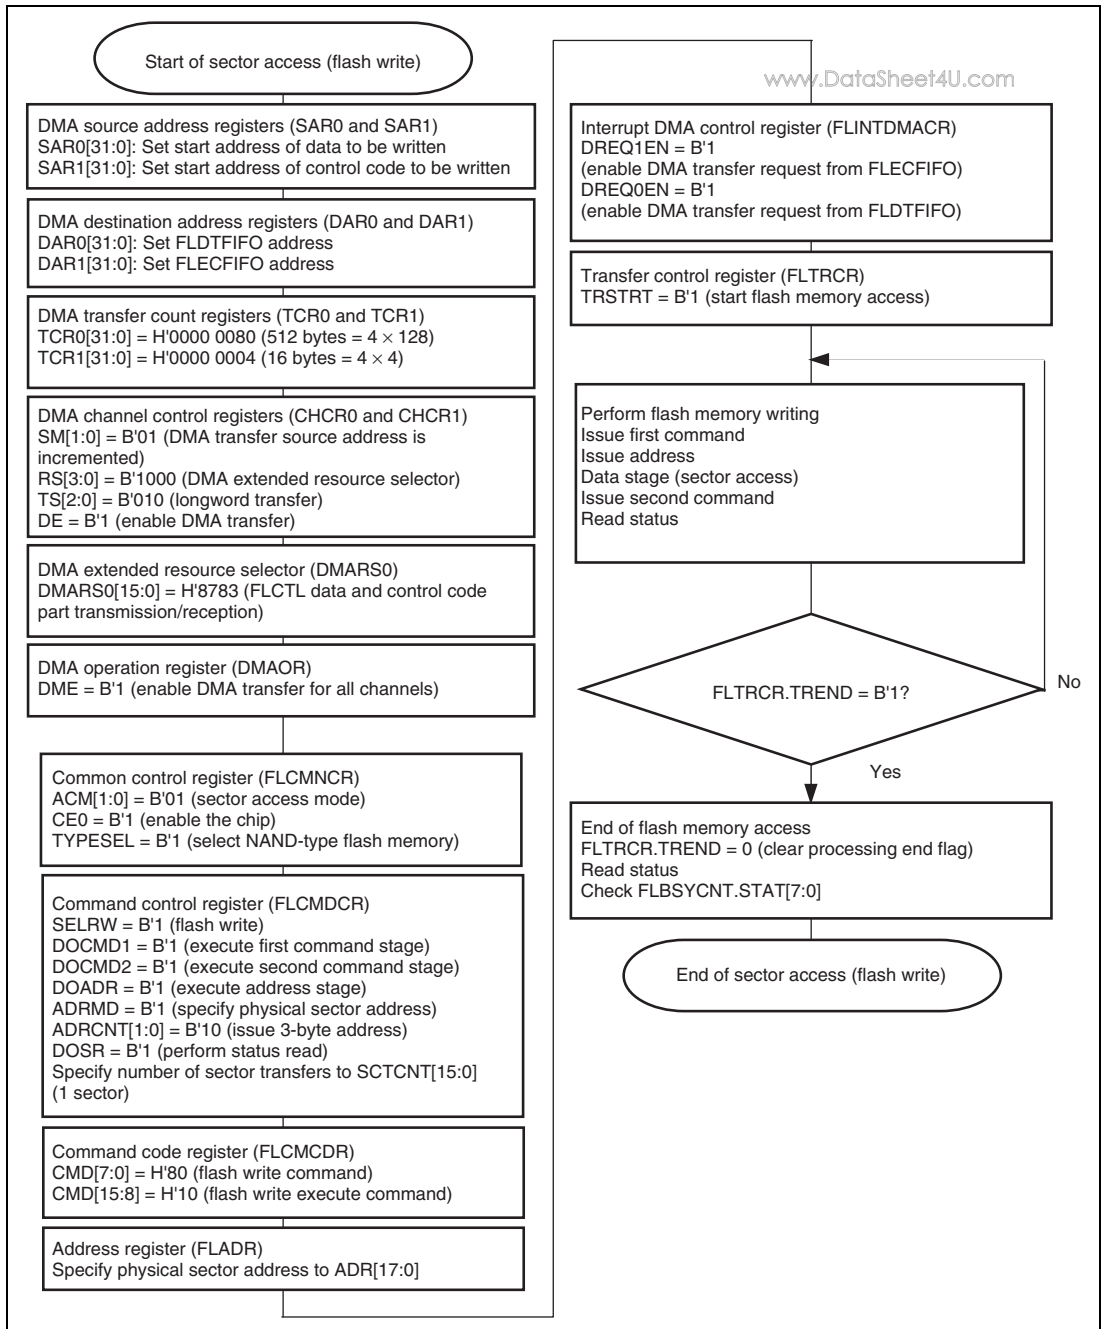 Start of sector access (flash write)
DMA source address registers (SAR0 and SAR1)
SAR0[31:0]: Set start address of data to be written
SAR1[31:0]: Set start address of control code to be written
DMA destination address registers (DAR0 and DAR1)
DAR0[31:0]: Set FLDTFIFO address
DAR1[31:0]: Set FLECFIFO address
DMA transfer count registers (TCR0 and TCR1)
TCR0[31:0] = H'0000 0080 (512 bytes = 4 × 128)
TCR1[31:0] = H'0000 0004 (16 bytes = 4 × 4)
DMA channel control registers (CHCR0 and CHCR1)
SM[1:0] = B'01 (DMA transfer source address is
incremented)
RS[3:0] = B'1000 (DMA extended resource selector)
TS[2:0] = B'010 (longword transfer)
DE = B'1 (enable DMA transfer)
DMA extended resource selector (DMARS0)
DMARS0[15:0] = H'8783 (FLCTL data and control code
part transmission/reception)
DMA operation register (DMAOR)
DME = B'1 (enable DMA transfer for all channels)
Common control register (FLCMNCR)
ACM[1:0] = B'01 (sector access mode)
CE0 = B'1 (enable the chip)
TYPESEL = B'1 (select NAND-type flash memory)
Command control register (FLCMDCR)
SELRW = B'1 (flash write)
DOCMD1 = B'1 (execute first command stage)
DOCMD2 = B'1 (execute second command stage)
DOADR = B'1 (execute address stage)
ADRMD = B'1 (specify physical sector address)
ADRCNT[1:0] = B'10 (issue 3-byte address)
DOSR = B'1 (perform status read)
Specify number of sector transfers to SCTCNT[15:0]
(1 sector)
Command code register (FLCMCDR)
CMD[7:0] = H'80 (flash write command)
CMD[15:8] = H'10 (flash write execute command)
Address register (FLADR)
Specify physical sector address to ADR[17:0]
www.DataSheet4U.com
Interrupt DMA control register (FLINTDMACR)
DREQ1EN = B'1
(enable DMA transfer request from FLECFIFO)
DREQ0EN = B'1
(enable DMA transfer request from FLDTFIFO)
Transfer control register (FLTRCR)
TRSTRT = B'1 (start flash memory access)
Perform flash memory writing
Issue first command
Issue address
Data stage (sector access)
Issue second command
Read status
FLTRCR.TREND = B'1?
No
Yes
End of flash memory access
FLTRCR.TREND = 0 (clear processing end flag)
Read status
Check FLBSYCNT.STAT[7:0]
End of sector access (flash write)